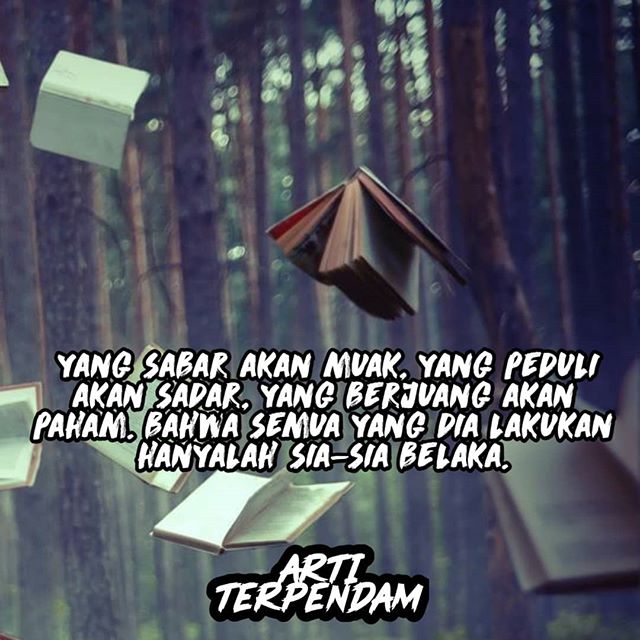 YANG SABAR AKAN MUAK, YANG PEDULI
AKAN SADAR, YANG BERJUANG AKAN
PAHAM. BAHWA SEMUA YANG DIA LAKUKAN
HANYALAH SIA-SIA BELAKA.
ARTI
TERPENDAM